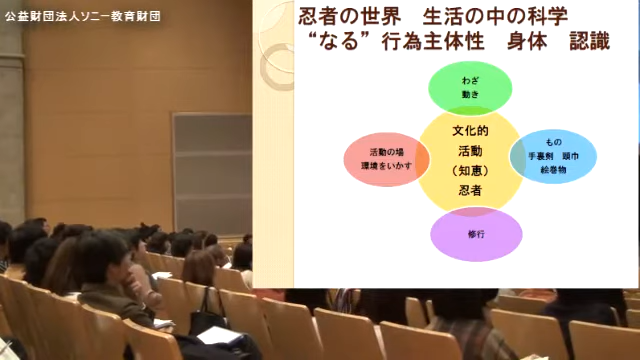 公益財団法人ソニー教育財団
忍者の世界　生活の中の科学
“なる”行為主体性　身体　認識
わざ
動き
文化的
活動
（知恵）
忍者
活動の場
環境をいかす
もの
手裏剣　頭巾
絵巻物
修行